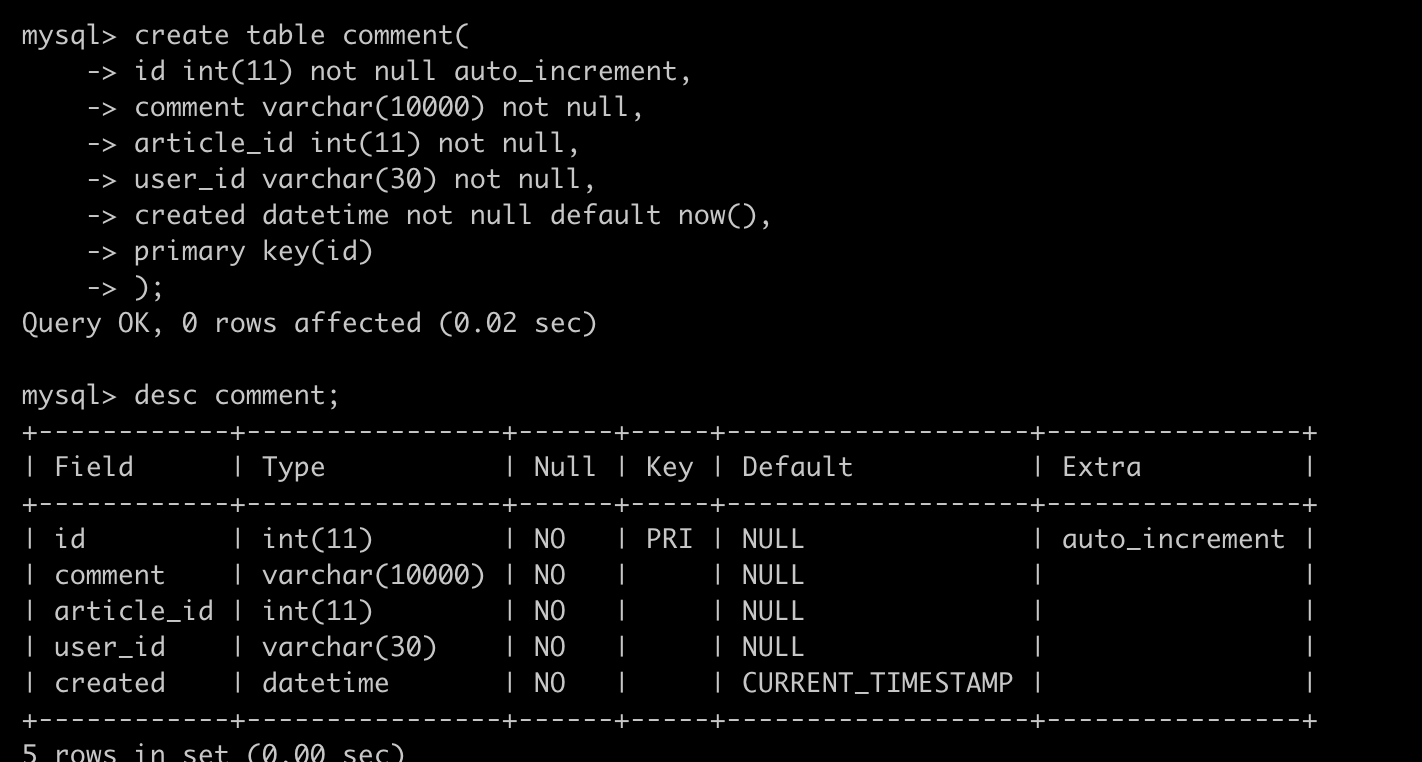 mysql> create table comment(
    -> id int(11) not null auto_increment,
    -> comment varchar(10000) not null,
    -> article_id int(11) not null,
    -> user_id varchar(30) not null,
    -> created datetime not null default now(),
    -> primary key(id)
    -> );
Query OK, 0 rows affected (0.02 sec)

mysql> desc comment;
+------------+----------------+------+-----+-------------------+----------------+
| Field      | Type           | Null | Key | Default           | Extra          |
+------------+----------------+------+-----+-------------------+----------------+
| id         | int(11)        | NO   | PRI | NULL              | auto_increment |
| comment    | varchar(10000) | NO   |     | NULL              |                |
| article_id | int(11)        | NO   |     | NULL              |                |
| user_id    | varchar(30)    | NO   |     | NULL              |                |
| created    | datetime       | NO   |     | CURRENT_TIMESTAMP |                |
+------------+----------------+------+-----+-------------------+----------------+
5 rows in set (0.00 sec)